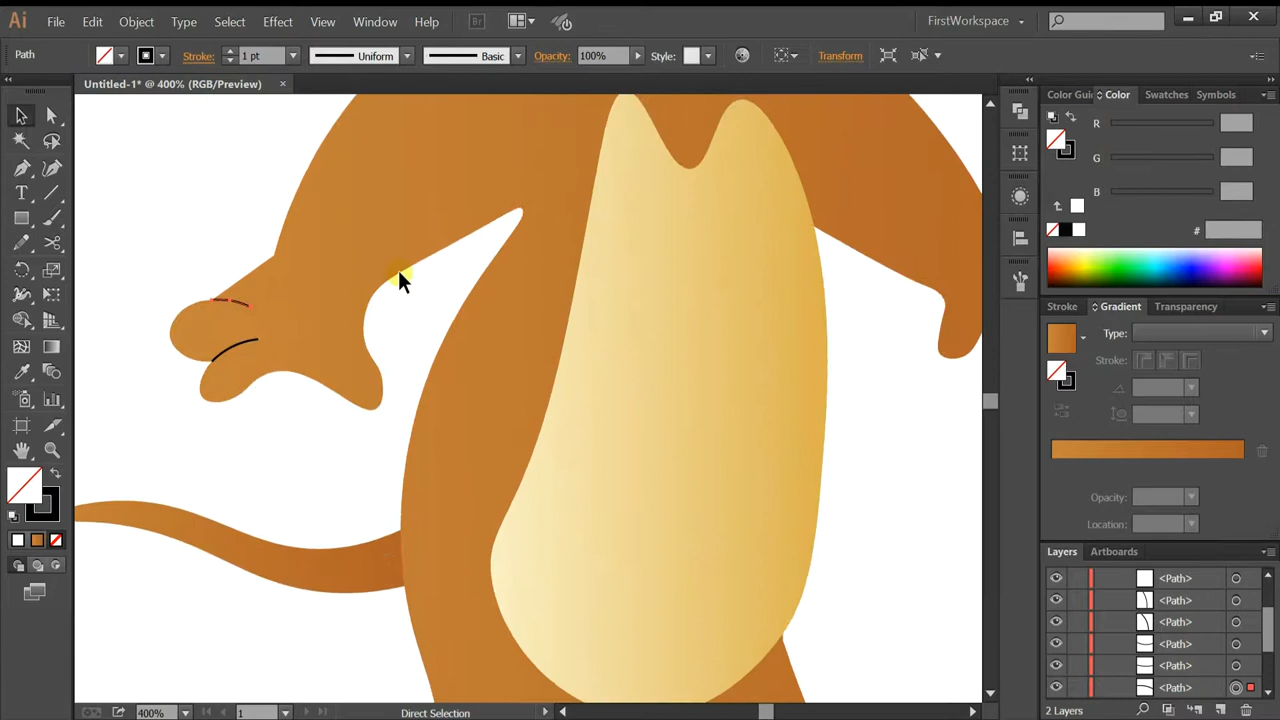 Ai File Edit Object Type Select Effect View Window Help Br FirstWorkspace
Path Stroke: 1 pt Uniform Basic Opacity: 100% Style: Transform
Untitled-1* @ 400% (RGB/Preview)
Color Gui Color Swatches Symbols
R
G
B
#
Stroke Gradient Transparency
Type:
Stroke:
Opacity:
Location:
Layers Artboards
<Path>
<Path>
<Path>
<Path>
<Path>
<Path>
2 Layers
400% 1 Direct Selection